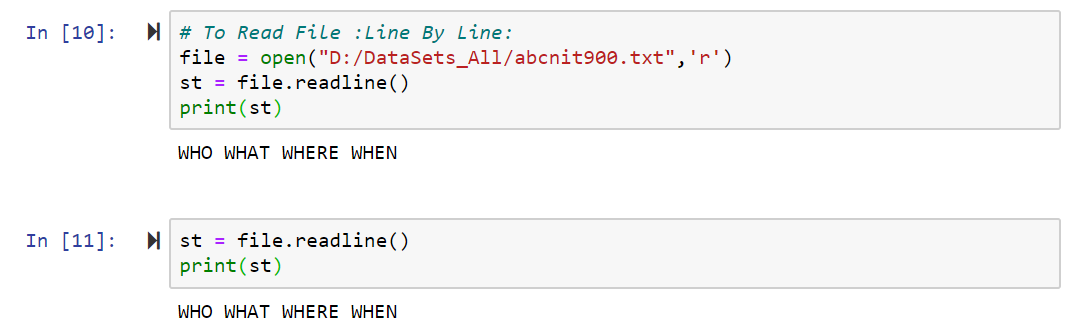 In [10]:
# To Read File :Line By Line:
file = open("D:/DataSets_All/abcnit900.txt",'r')
st = file.readline()
print(st)
WHO WHAT WHERE WHEN
In [11]:
st = file.readline()
print(st)
WHO WHAT WHERE WHEN